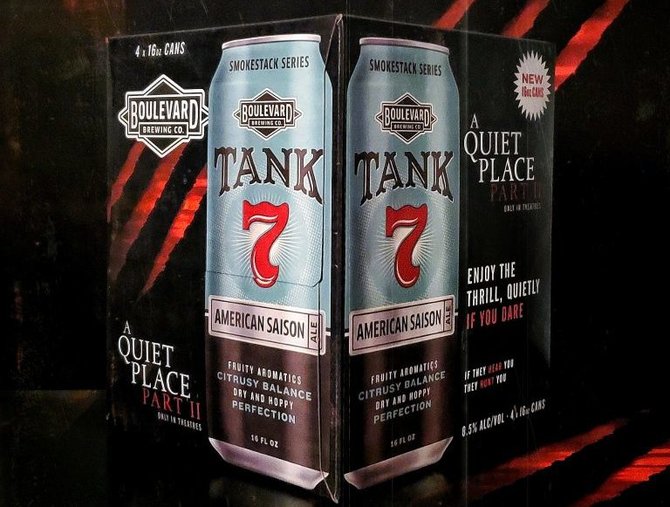 4 x 16oz CANS
BOULEVARD
BREWING CO.
A
QUIET
PLACE
PART II
ONLY IN THEATRES
SMOKESTACK SERIES
BOULEVARD
BREWING CO.
TANK
7
AMERICAN SAISON
ALE
FRUITY AROMATICS
CITRUSY BALANCE
DRY AND HOPPY
PERFECTION
16 FL OZ
SMOKESTACK SERIES
BOULEVARD
BREWING CO.
TANK
7
AMERICAN SAISON
ALE
FRUITY AROMATICS
CITRUSY BALANCE
DRY AND HOPPY
PERFECTION
16 FL OZ
NEW
16oz CANS
A
QUIET
PLACE
PART II
ONLY IN THEATRES
ENJOY THE
THRILL, QUIETLY
IF YOU DARE
IF THEY HEAR YOU
THEY HUNT YOU
8.5% ALC/VOL · 4 x 16oz CANS